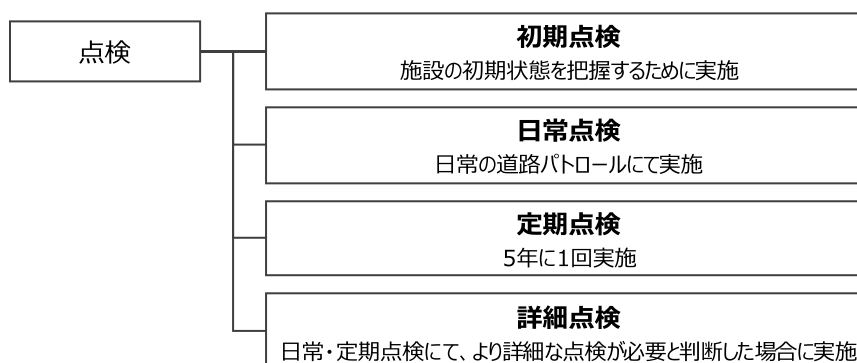 点検
初期点検
施設の初期状態を把握するために実施
日常点検
日常の道路パトロールにて実施
定期点検
5年に1回実施
詳細点検
日常・定期点検にて、より詳細な点検が必要と判断した場合に実施